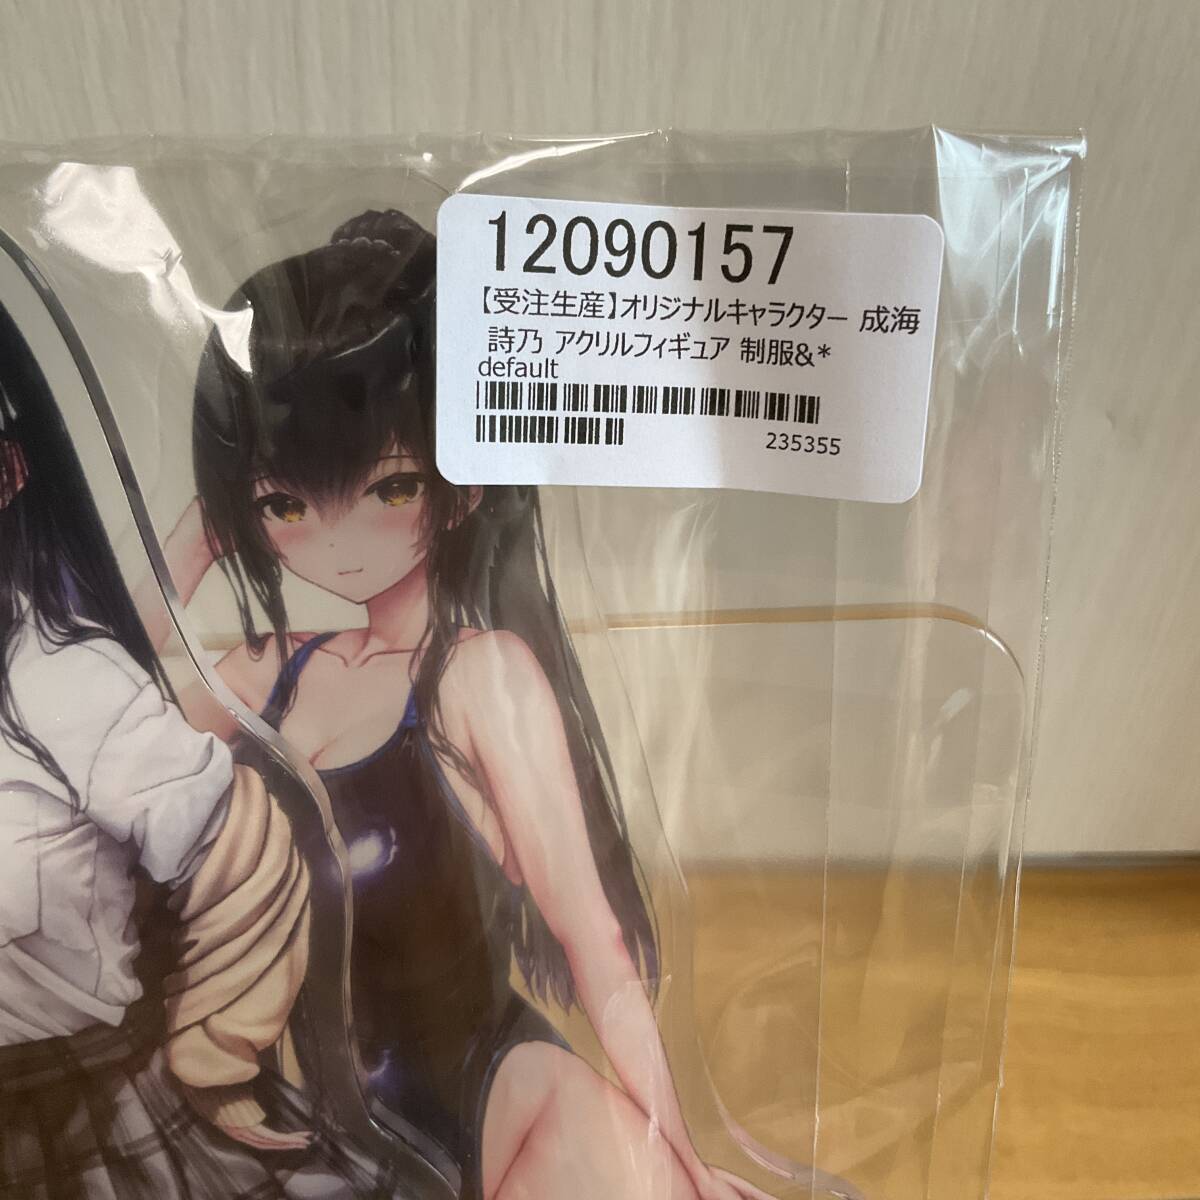 12090157
【受注生産】オリジナルキャラクター 成海
詩乃 アクリルフィギュア 制服&*
default
235355